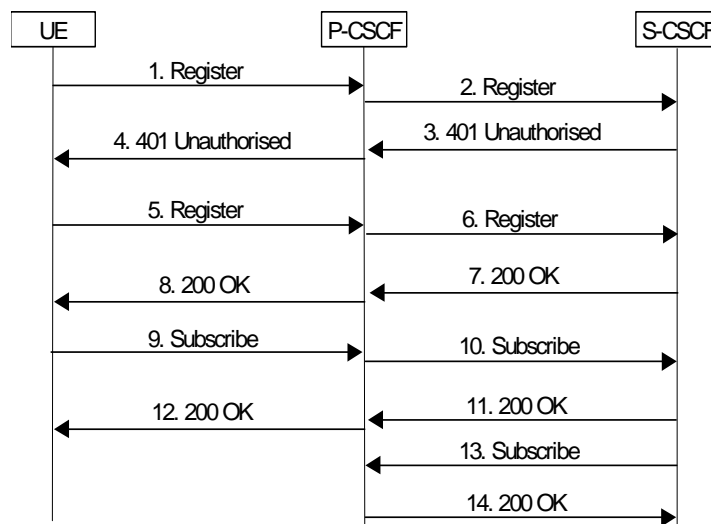 UE
P-CSCF
S-CSCF
1. Register
2. Register
3. 401 Unauthorised
4. 401 Unauthorised
5. Register
6. Register
7. 200 OK
8. 200 OK
9. Subscribe
10. Subscribe
11. 200 OK
12. 200 OK
13. Subscribe
14. 200 OK